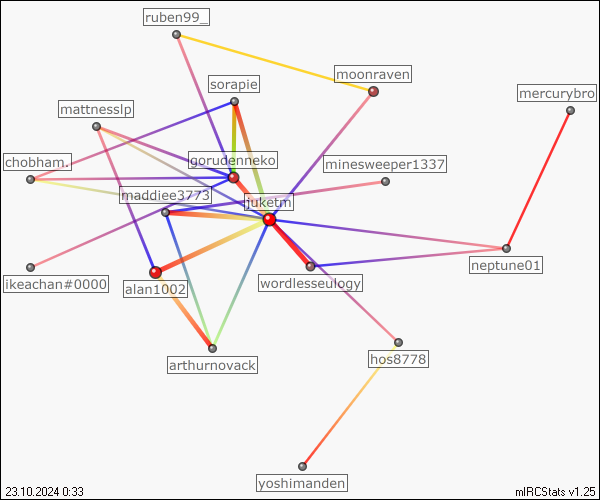 ruben99_
moonraven
sorapie
mercurybro
mattnesslp
gorudenneko
minesweeper1337
chobham.
maddiee3773
juketm
neptune01
ikeachan#0000
alan1002
wordlesseulogy
arthurnovack
hos8778
yoshimanden
23.10.2024 0:33
mIRCStats v1.25